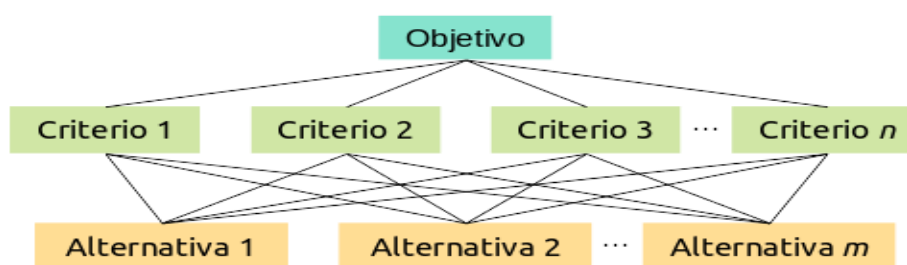 Objetivo
Criterio 1 Criterio 2 Criterio 3 ... Criterio n
Alternativa 1 Alternativa 2 ... Alternativa m